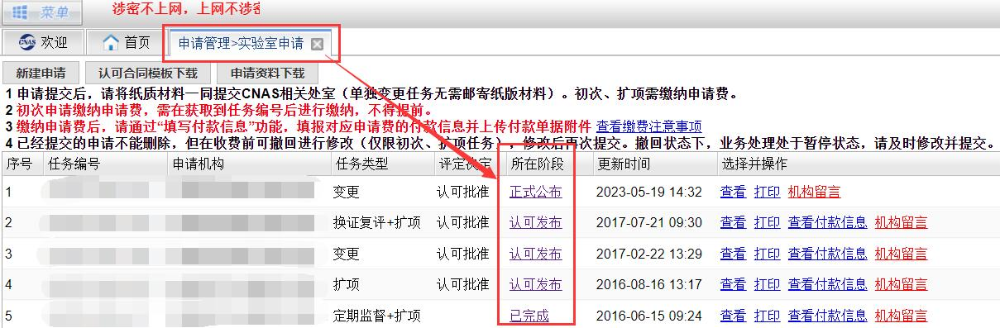 菜单 涉密不上网，上网不涉密
CNAS 欢迎 首页 申请管理>实验室申请
新建申请 认可合同模板下载 申请资料下载
1 申请提交后，请将纸质材料一同提交CNAS相关处室（单独变更任务无需邮寄纸版材料）。初次、扩项需缴纳申请费。
2 初次申请缴纳申请费，需在获取到任务编号后进行缴纳，不得提前。
3 缴纳申请费后，请通过“填写付款信息”功能，填报对应申请费的付款信息并上传付款单据附件 查看缴费注意事项
4 已经提交的申请不能删除，但在收费前可撤回进行修改（仅限初次、扩项任务），修改后再次提交。撤回状态下，业务处理处于暂停状态，请及时修改并提交。
序号 任务编号 申请机构 任务类型 评定决定 所在阶段 更新时间 选择并操作
1 变更 认可批准 正式公布 2023-05-19 14:32 查看 打印 机构留言
2 换证复评+扩项 认可批准 认可发布 2017-07-21 09:30 查看 打印 查看付款信息 机构留言
3 变更 认可批准 认可发布 2017-02-22 13:29 查看 打印 查看付款信息 机构留言
4 扩项 认可批准 认可发布 2016-08-16 13:17 查看 打印 查看付款信息 机构留言
5 定期监督+扩项 已完成 2016-06-15 09:24 查看 打印 查看付款信息 机构留言